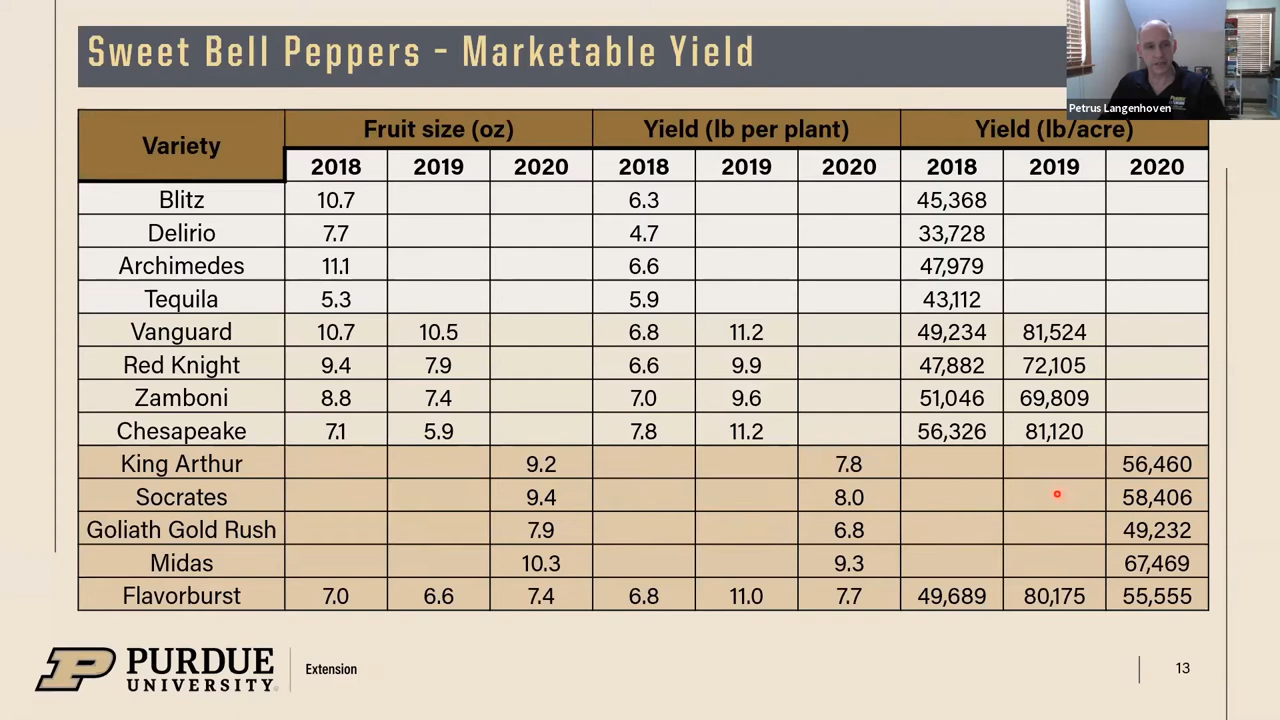 Sweet Bell Peppers - Marketable Yield
Petrus Langenhoven
Variety Fruit size (oz) Yield (lb per plant) Yield (lb/acre)
2018 2019 2020 2018 2019 2020 2018 2019 2020
Blitz 10.7 6.3 45,368
Delirio 7.7 4.7 33,728
Archimedes 11.1 6.6 47,979
Tequila 5.3 5.9 43,112
Vanguard 10.7 10.5 6.8 11.2 49,234 81,524
Red Knight 9.4 7.9 6.6 9.9 47,882 72,105
Zamboni 8.8 7.4 7.0 9.6 51,046 69,809
Chesapeake 7.1 5.9 7.8 11.2 56,326 81,120
King Arthur 9.2 7.8 56,460
Socrates 9.4 8.0 58,406
Goliath Gold Rush 7.9 6.8 49,232
Midas 10.3 9.3 67,469
Flavorburst 7.0 6.6 7.4 6.8 11.0 7.7 49,689 80,175 55,555
P PURDUE
UNIVERSITY
Extension
13